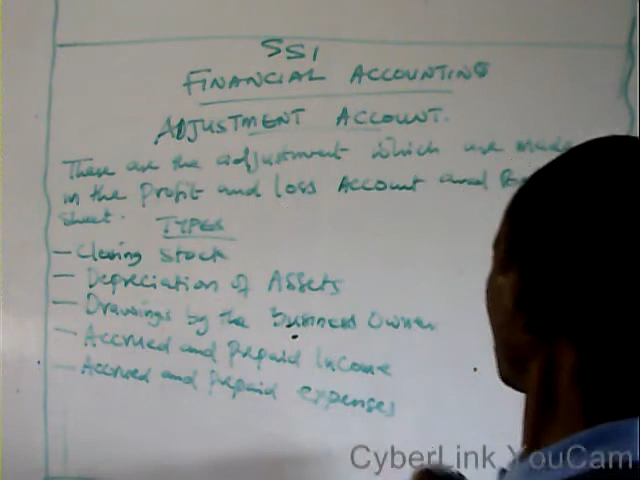 SS1
FINANCIAL ACCOUNTING
ADJUSTMENT ACCOUNT.
These are the adjustment which are made
in the Profit and loss Account and
Sheet. TYPES
- Closing stock
- Depreciation of Assets
- Drawings by the business Owner
- Accrued and Prepaid Income
- Accrued and Prepaid expenses
CyberLink YouCam